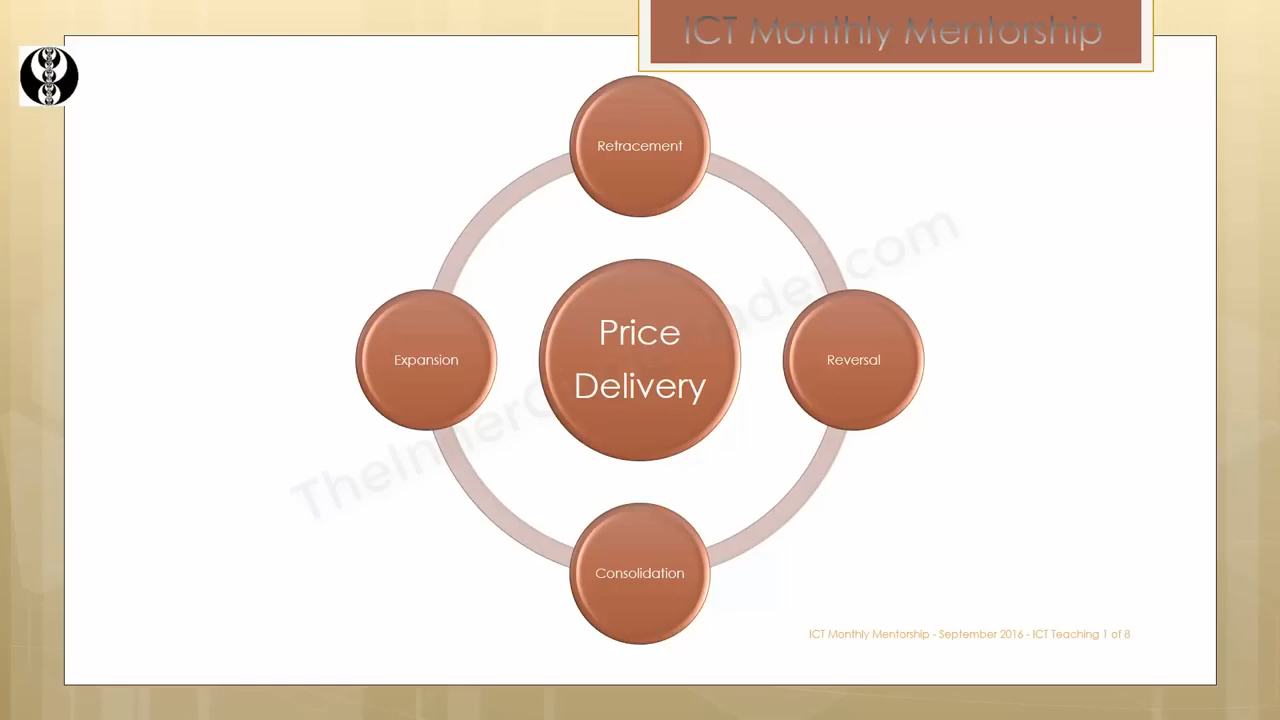 ICT Monthly Mentorship
Retracement
Expansion
Price
Delivery
Reversal
Consolidation
ICT Monthly Mentorship - September 2016 - ICT Teaching 1 of 8